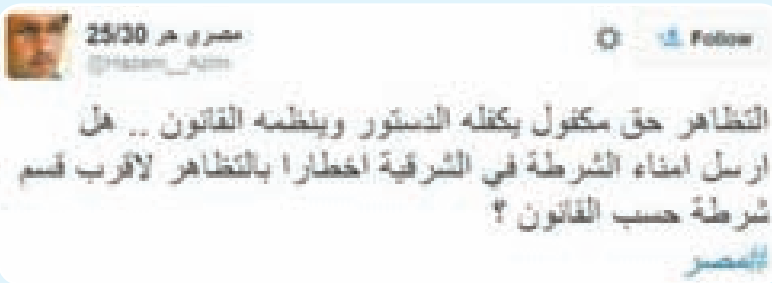 مصري حر 25/30
@Hazem__Azim
Follow
التظاهر حق مكفول يكفله الدستور وينظمه القانون .. هل
ارسل امناء الشرطة في الشرقية اخطارا بالتظاهر لاقرب قسم
شرطة حسب القانون ؟
#مصر